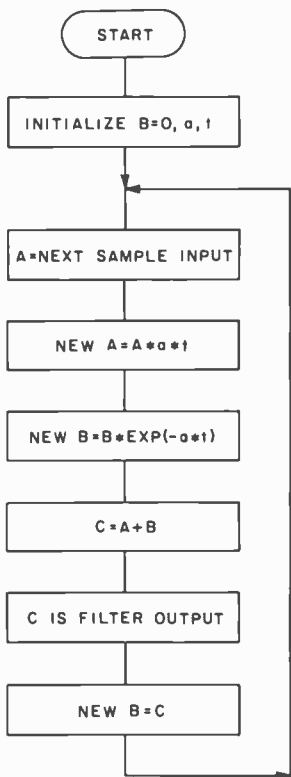 START
INITIALIZE B=0, a, t
A=NEXT SAMPLE INPUT
NEW A=A*a*t
NEW B=B*EXP(-a*t)
C=A+B
C IS FILTER OUTPUT
NEW B=C